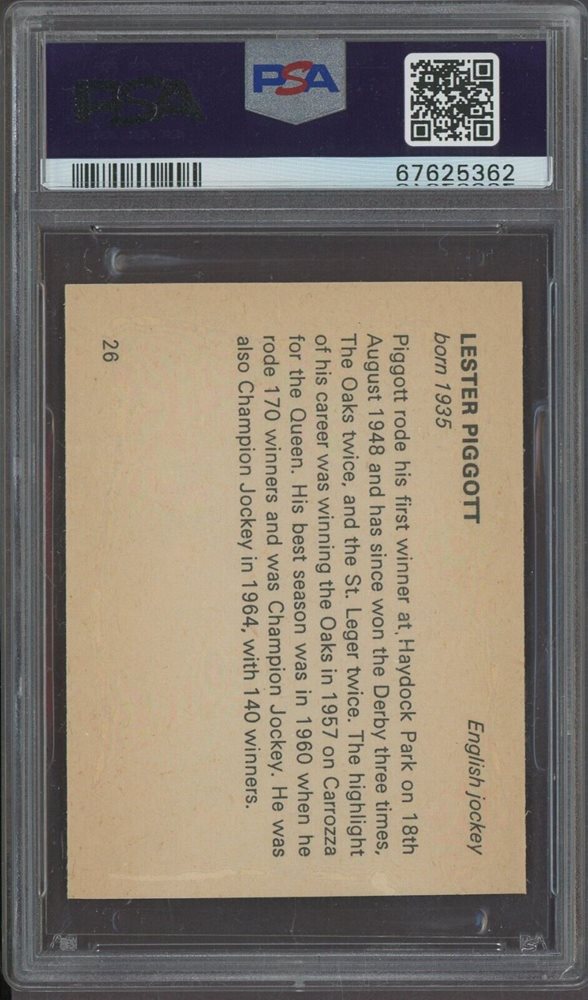 PSA
PSA
67625362
LESTER PIGGOTT
born 1935
English jockey
Piggott rode his first winner at Haydock Park on 18th
August 1948 and has since won the Derby three times,
The Oaks twice, and the St. Leger twice. The highlight
of his career was winning the Oaks in 1957 on Carrozza
for the Queen. His best season was in 1960 when he
rode 170 winners and was Champion Jockey. He was
also Champion Jockey in 1964, with 140 winners.
26